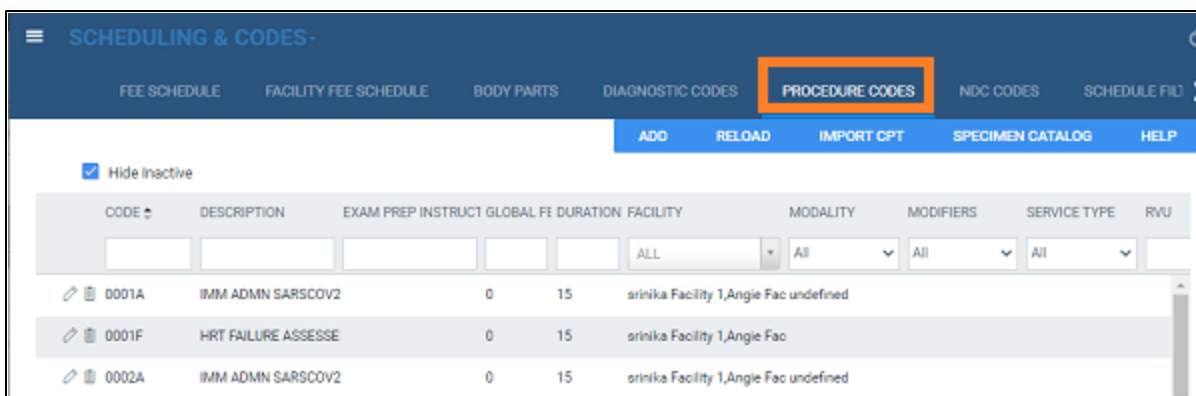 SCHEDULING & CODES
FEE SCHEDULE FACILITY FEE SCHEDULE BODY PARTS DIAGNOSTIC CODES PROCEDURE CODES NDC CODES SCHEDULE FILT
ADD RELOAD IMPORT CPT SPECIMEN CATALOG HELP
Hide Inactive
CODE DESCRIPTION EXAM PREP INSTRUCT GLOBAL FE DURATION FACILITY MODALITY MODIFIERS SERVICE TYPE RVU
ALL All All All
0001A IMM ADMN SARSCOV2 0 15 srinika Facility 1,Angie Fac undefined
0001F HRT FAILURE ASSESSE 0 15 srinika Facility 1,Angie Fac
0002A IMM ADMN SARSCOV2 0 15 srinika Facility 1,Angie Fac undefined